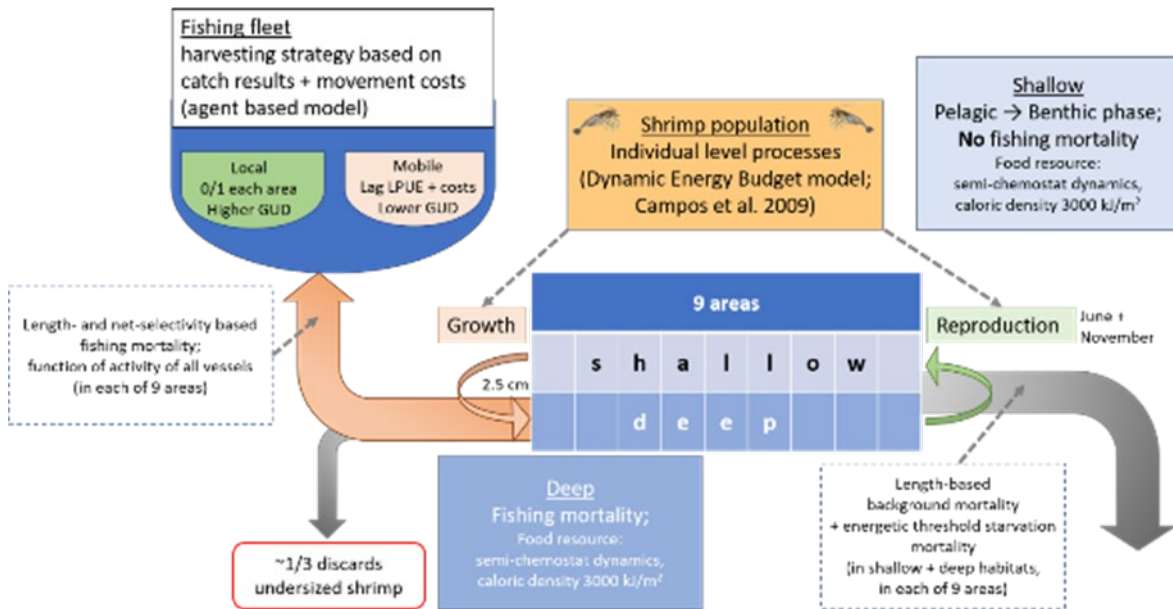 Fishing fleet
harvesting strategy based on
catch results + movement costs
(agent based model)
Local
0/1 each area
Higher GUD
Mobile
Lag LPUE + costs
Lower GUD
Shrimp population
Individual level processes
(Dynamic Energy Budget model;
Campos et al. 2009)
Shallow
Pelagic → Benthic phase;
No fishing mortality
Food resource:
semi-chemostat dynamics,
caloric density 3000 kJ/m²
Length- and net-selectivity based
fishing mortality;
function of activity of all vessels
(in each of 9 areas)
Growth
2.5 cm
9 areas
s h a l l o w
d e e p
Reproduction
June +
November
Deep
Fishing mortality;
Food resource:
semi-chemostat dynamics,
caloric density 3000 kJ/m²
~1/3 discards
undersized shrimp
Length-based
background mortality
+ energetic threshold starvation
mortality
(in shallow + deep habitats,
in each of 9 areas)